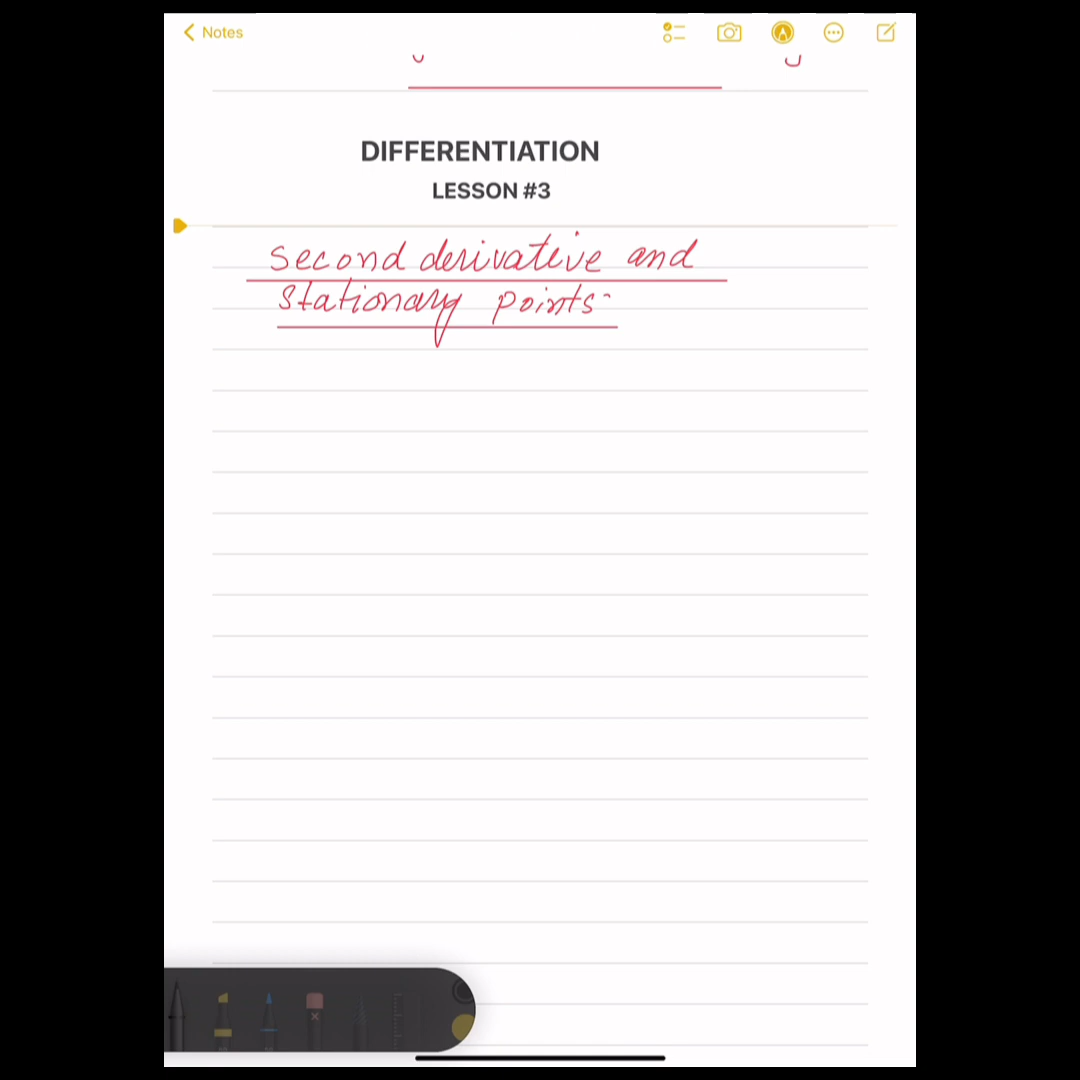 Notes
DIFFERENTIATION
LESSON #3
Second derivative and
Stationary points:-